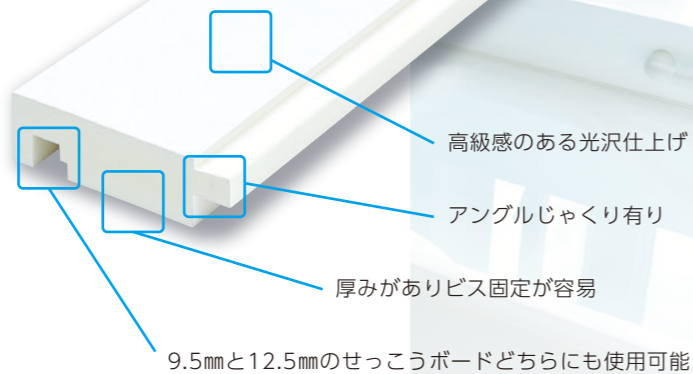 高級感のある光沢仕上げ
アングルじゃくり有り
厚みがありビス固定が容易
9.5㎜と12.5㎜のせっこうボードどちらにも使用可能